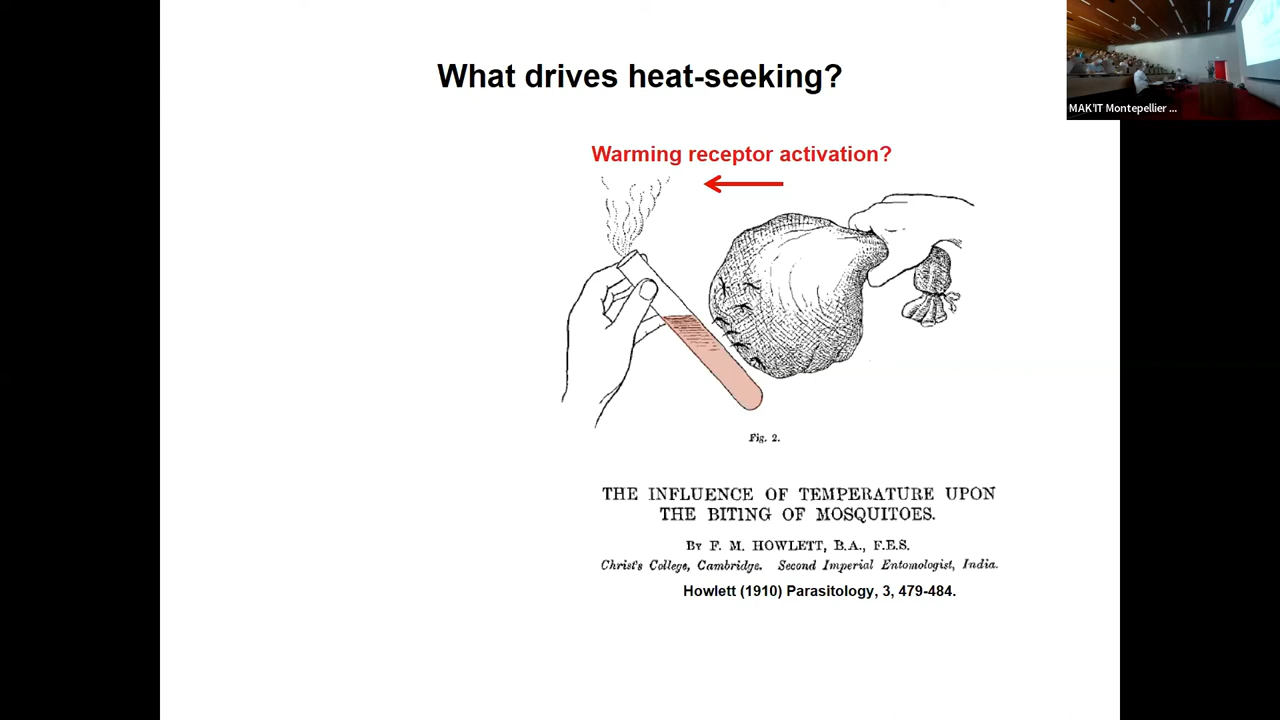 What drives heat-seeking?
MAK'IT Montepellier ...
Warming receptor activation?
Fig. 2.
THE INFLUENCE OF TEMPERATURE UPON
THE BITING OF MOSQUITOES.
By F. M. HOWLETT, B.A., F.E.S.
Christ's College, Cambridge. Second Imperial Entomologist, India.
Howlett (1910) Parasitology, 3, 479-484.